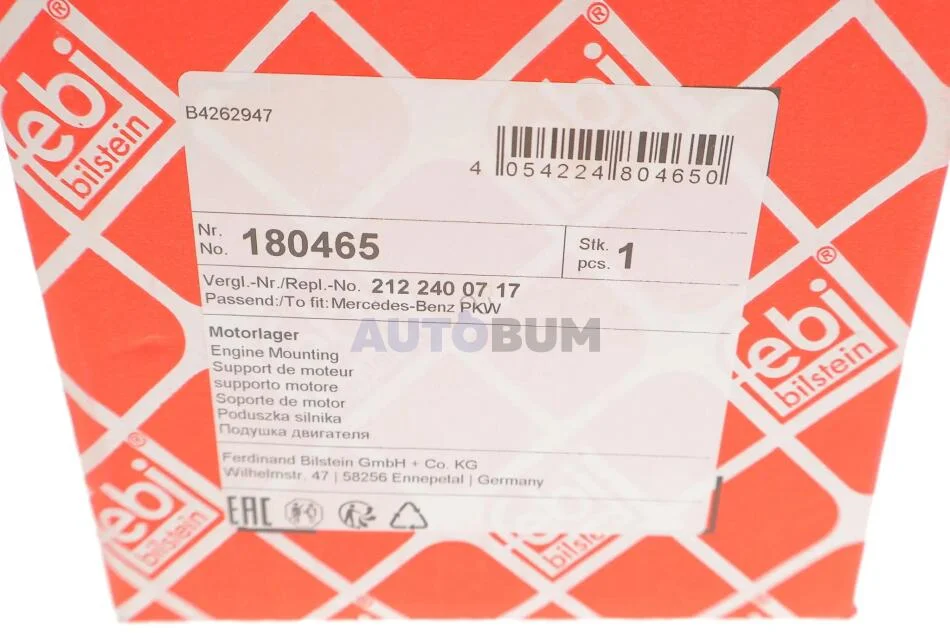 febi®
bilstein
febi®
B4262947
4 054224 804650
Nr.
No. 180465
Stk.
pcs. 1
Vergl.-Nr./Repl.-No. 212 240 07 17
Passend:/To fit: Mercedes-Benz PKW
AUTOBUM
Motorlager
Engine Mounting
Support de moteur
supporto motore
Soporte de motor
Poduszka silnika
Подушка двигателя
Ferdinand Bilstein GmbH + Co. KG
Wilhelmstr. 47 | 58256 Ennepetal | Germany
EAC
febi®
bilstein
febi®
bilstein
febi
bilstein